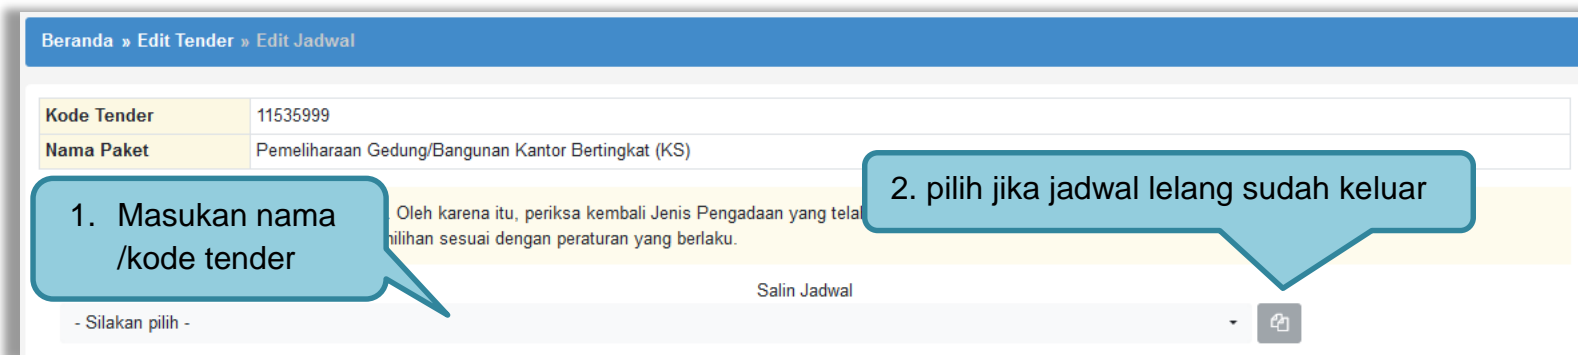 Beranda » Edit Tender » Edit Jadwal
Kode Tender 11535999
Nama Paket Pemeliharaan Gedung/Bangunan Kantor Bertingkat (KS)
1. Masukan nama
/kode tender
2. pilih jika jadwal lelang sudah keluar
. Oleh karena itu, periksa kembali Jenis Pengadaan yang
sesuai dengan peraturan yang berlaku.
Salin Jadwal
- Silakan pilih -